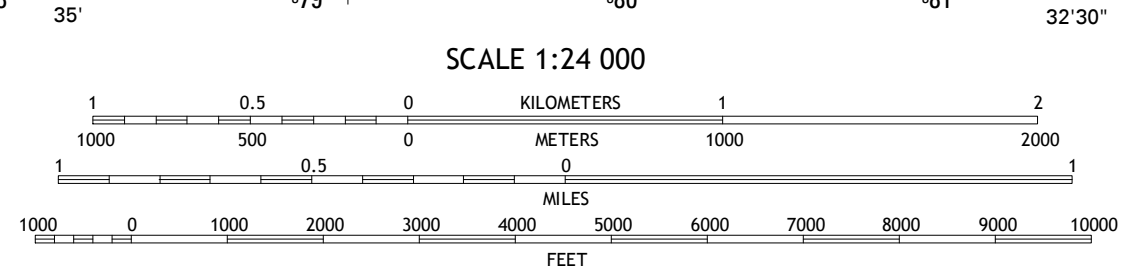 35' 32'30"
SCALE 1:24 000
1 0.5 0 KILOMETERS 1 2
1000 500 0 METERS 1000 2000
1 0.5 0 1
MILES
1000 0 1000 2000 3000 4000 5000 6000 7000 8000 9000 10000
FEET